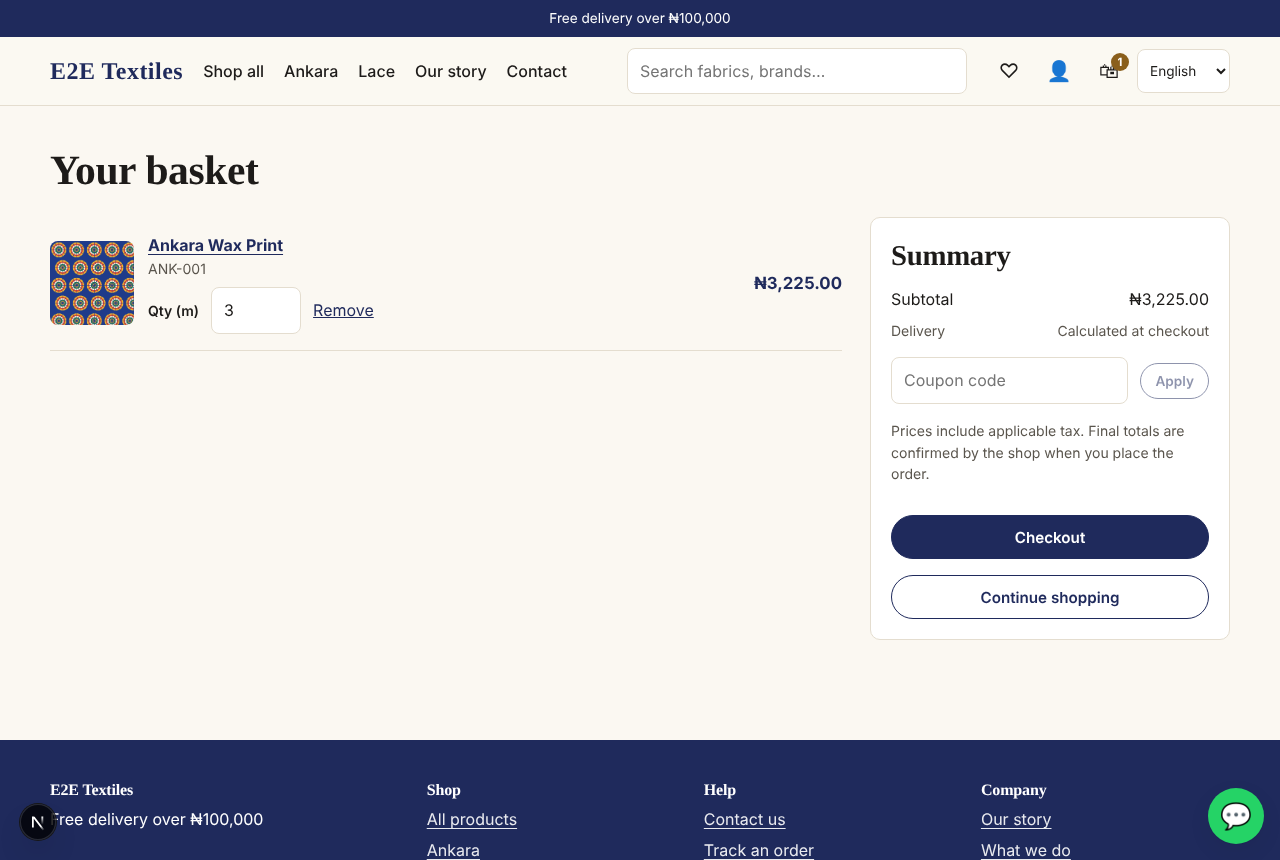 Free delivery over ₦100,000
E2E Textiles
Shop all
Ankara
Lace
Our story
Contact
Search fabrics, brands…
1
English
Your basket
Ankara Wax Print
ANK-001
Qty (m)
3
Remove
₦3,225.00
Summary
Subtotal
₦3,225.00
Delivery
Calculated at checkout
Coupon code
Apply
Prices include applicable tax. Final totals are
confirmed by the shop when you place the
order.
Checkout
Continue shopping
E2E Textiles
Free delivery over ₦100,000
Shop
All products
Ankara
Help
Contact us
Track an order
Company
Our story
What we do
N